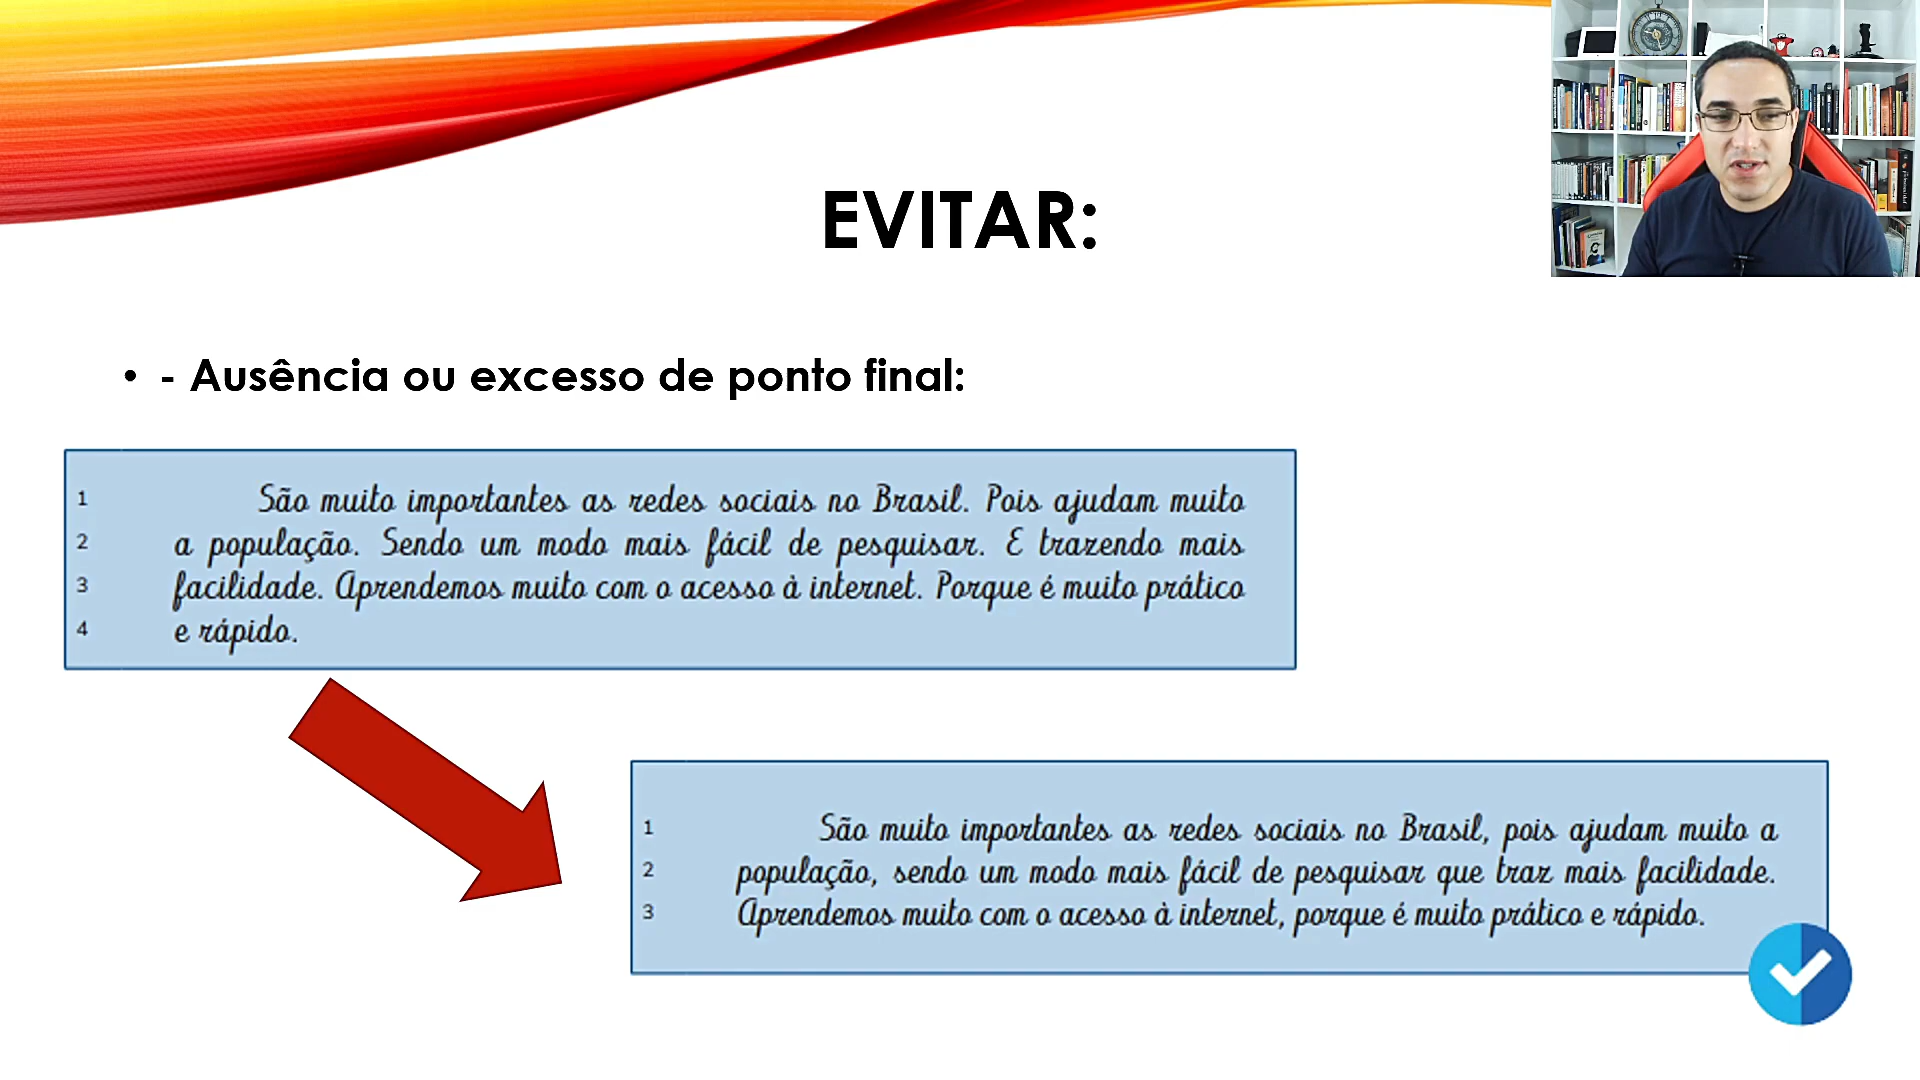 EVITAR:
• - Ausência ou excesso de ponto final:
1 São muito importantes as redes sociais no Brasil. Pois ajudam muito
2 a população. Sendo um modo mais fácil de pesquisar. E trazendo mais
3 facilidade. Aprendemos muito com o acesso à internet. Porque é muito prático
4 e rápido.
1 São muito importantes as redes sociais no Brasil, pois ajudam muito a
2 população, sendo um modo mais fácil de pesquisar que traz mais facilidade.
3 Aprendemos muito com o acesso à internet, porque é muito prático e rápido.